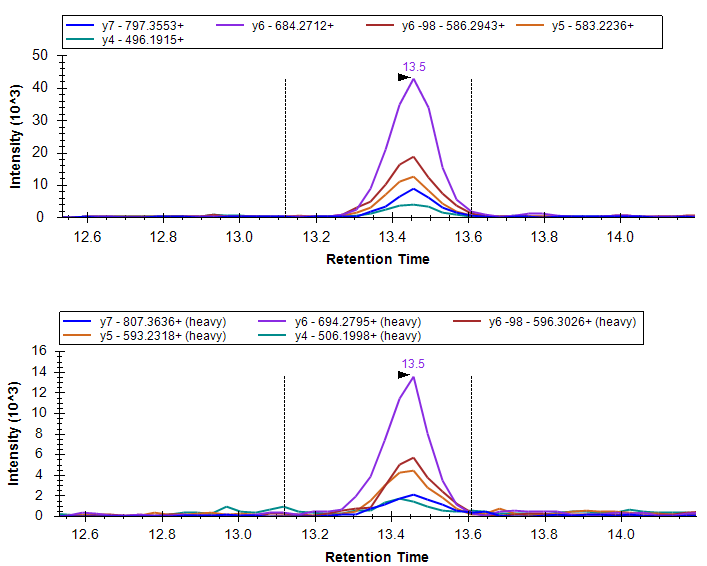 y7 - 797.3553+ y6 - 684.2712+ y6 -98 - 586.2943+ y5 - 583.2236+
y4 - 496.1915+
13.5
50
40
30
20
10
0
Intensity (10^3)
12.6 12.8 13.0 13.2 13.4 13.6 13.8 14.0
Retention Time
y7 - 807.3636+ (heavy) y6 - 694.2795+ (heavy) y6 -98 - 596.3026+ (heavy)
y5 - 593.2318+ (heavy) y4 - 506.1998+ (heavy)
13.5
16
14
12
10
8
6
4
2
0
Intensity (10^3)
12.6 12.8 13.0 13.2 13.4 13.6 13.8 14.0
Retention Time